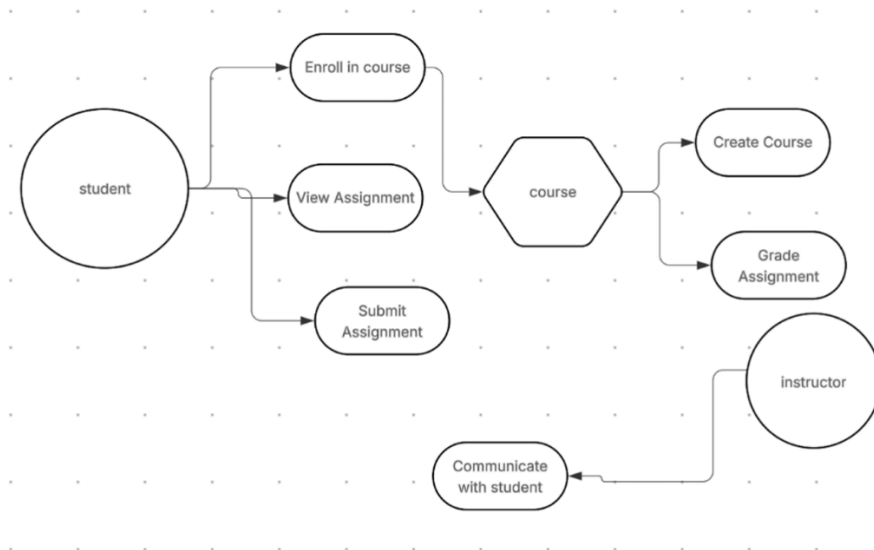 Enroll in course
Create Course
student
View Assignment
course
Grade
Assignment
Submit
Assignment
instructor
Communicate
with student